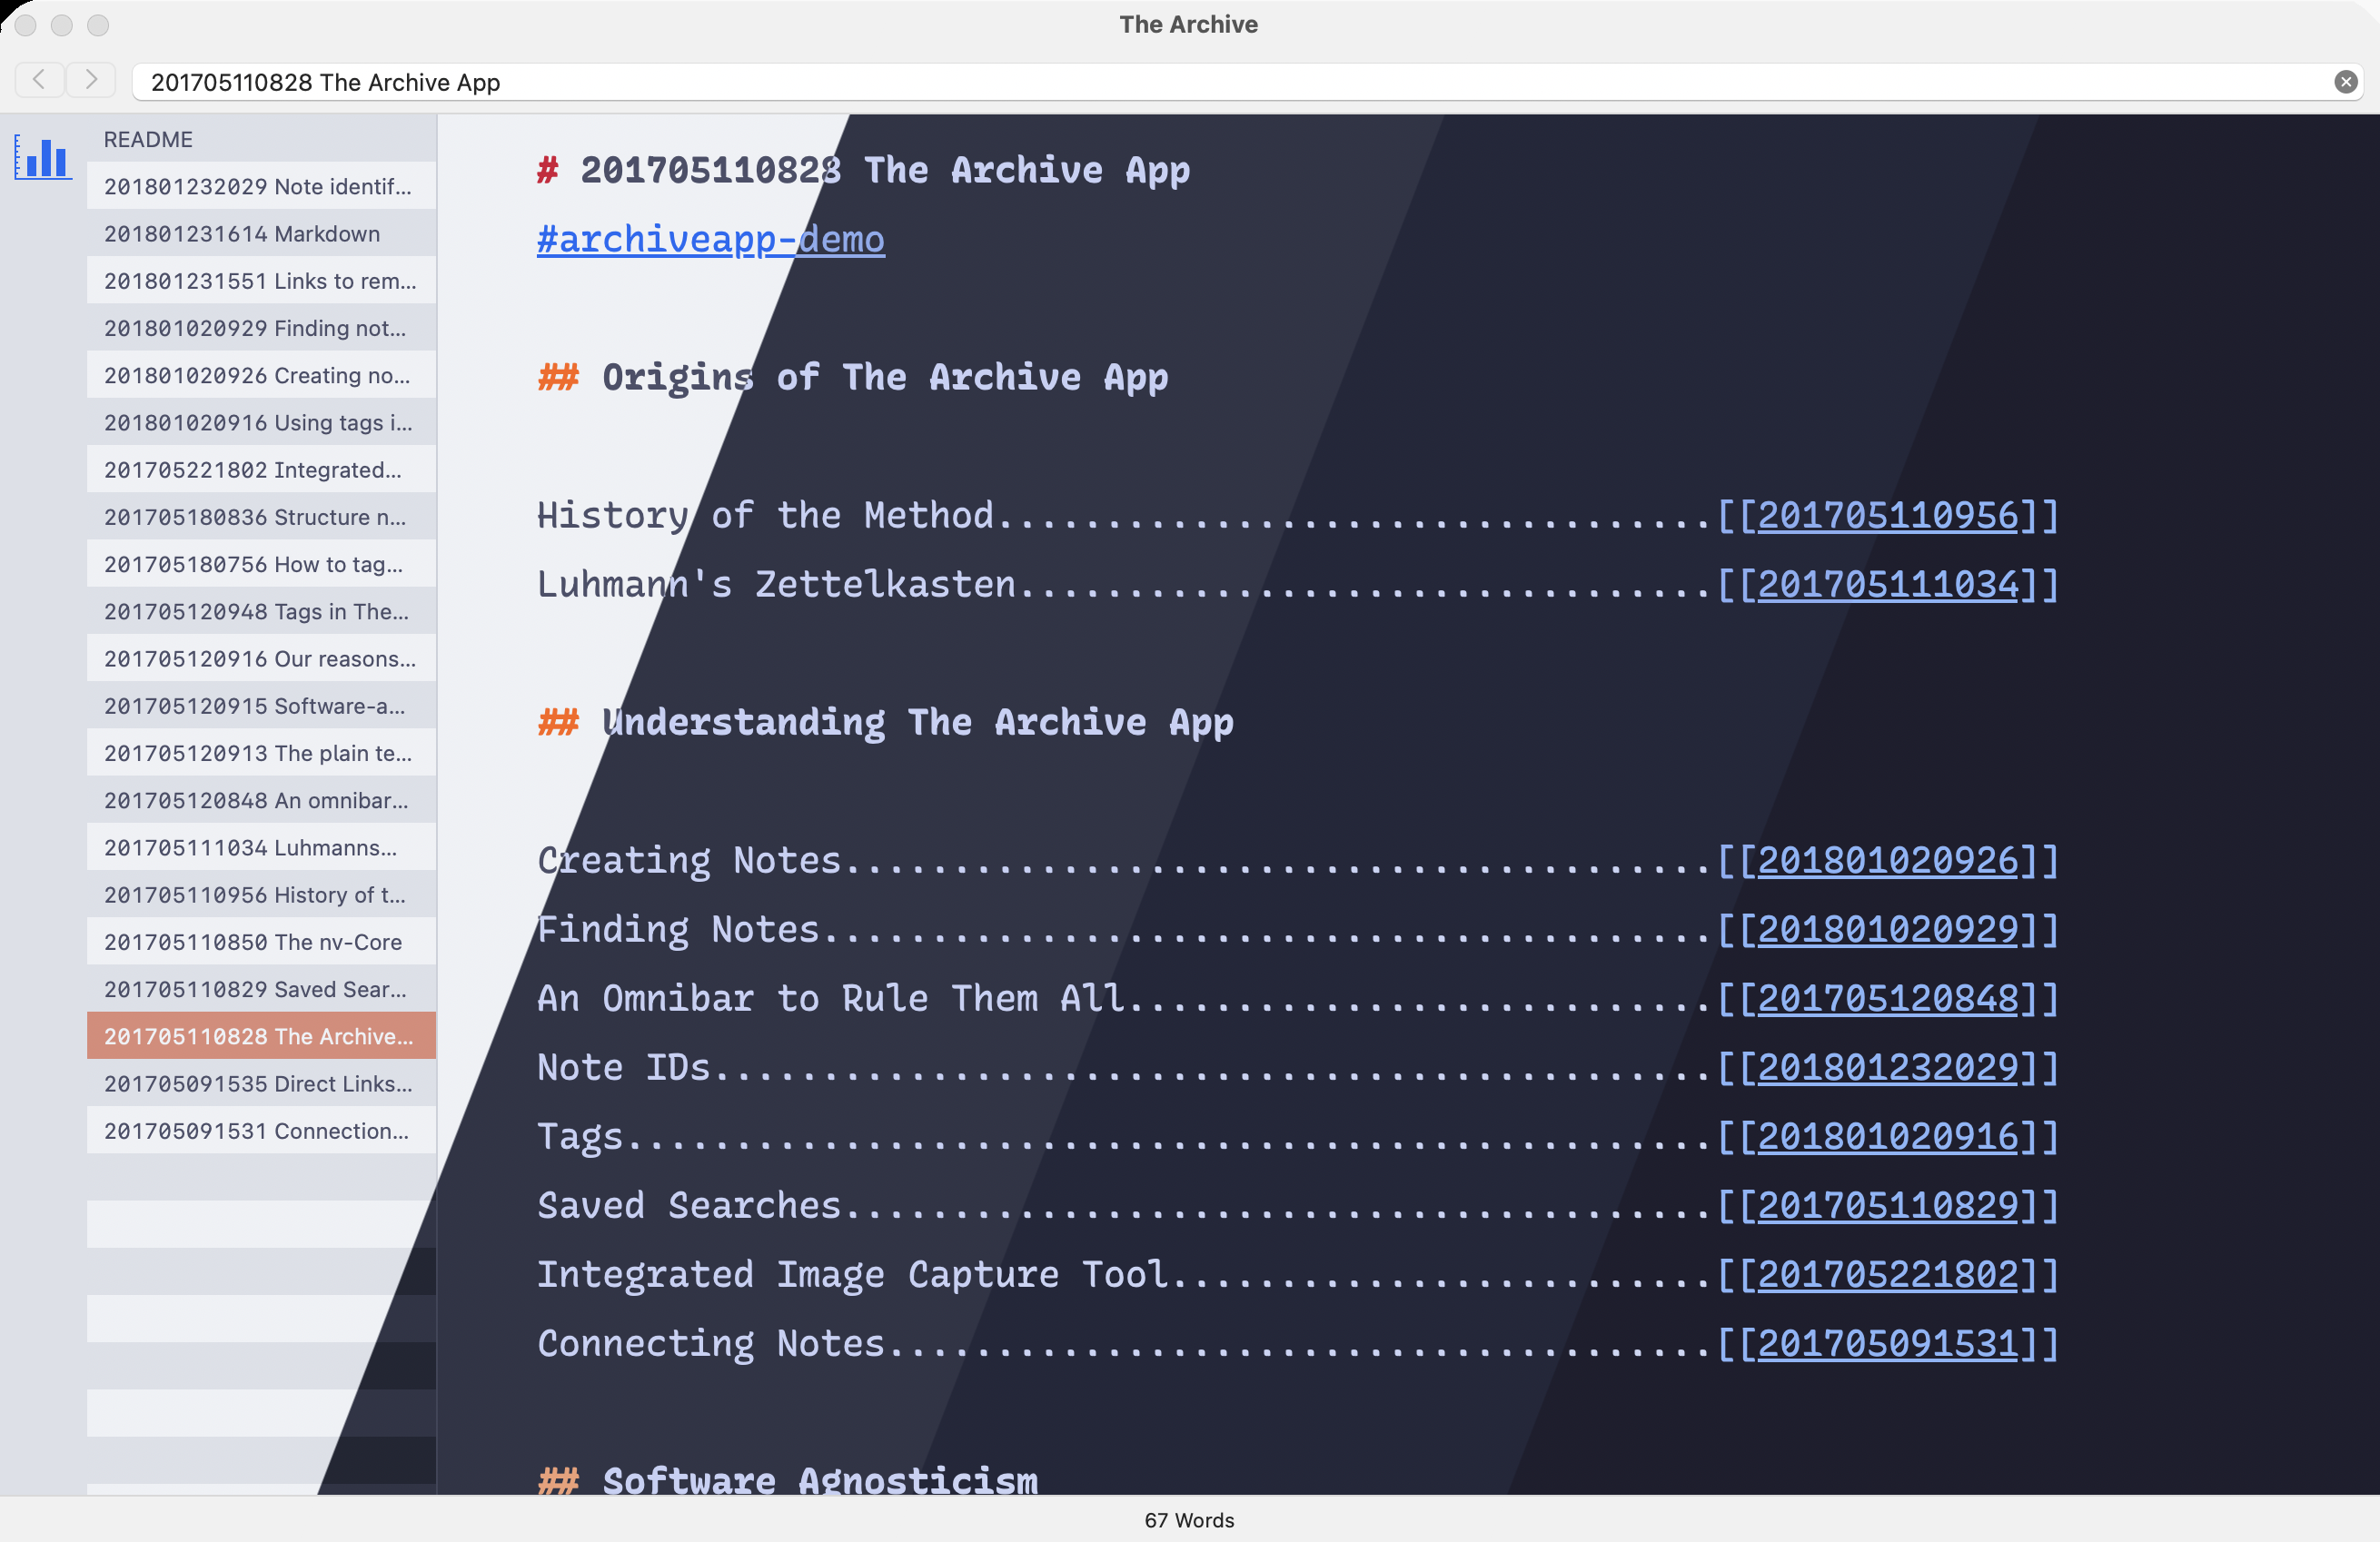 The Archive
201705110828 The Archive App
README
201801232029 Note identif...
201801231614 Markdown
201801231551 Links to rem...
201801020929 Finding not...
201801020926 Creating no...
201801020916 Using tags i...
201705221802 Integrated...
201705180836 Structure n...
201705180756 How to tag...
201705120948 Tags in The...
201705120916 Our reasons...
201705120915 Software-a...
201705120913 The plain te...
201705120848 An omnibar...
201705111034 Luhmanns...
201705110956 History of t...
201705110850 The nv-Core
201705110829 Saved Sear...
201705110828 The Archive...
201705091535 Direct Links...
201705091531 Connection...
# 201705110828 The Archive App
#archiveapp-demo
## Origins of The Archive App
History of the Method.................................[[201705110956]]
Luhmann's Zettelkasten................................[[201705111034]]
## Understanding The Archive App
Creating Notes........................................[[201801020926]]
Finding Notes.........................................[[201801020929]]
An Omnibar to Rule Them All...........................[[201705120848]]
Note IDs..............................................[[201801232029]]
Tags..................................................[[201801020916]]
Saved Searches........................................[[201705110829]]
Integrated Image Capture Tool.........................[[201705221802]]
Connecting Notes......................................[[201705091531]]
## Software Agnosticism
67 Words